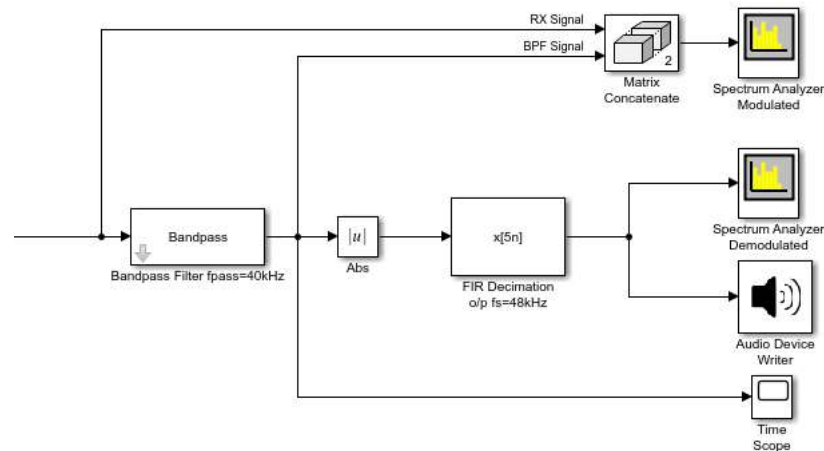 RX Signal
BPF Signal
2
Matrix
Concatenate
Spectrum Analyzer
Modulated
Bandpass
Bandpass Filter fpass=40kHz
|u|
Abs
x[5n]
FIR Decimation
o/p fs=48kHz
Spectrum Analyzer
Demodulated
Audio Device
Writer
Time
Scope